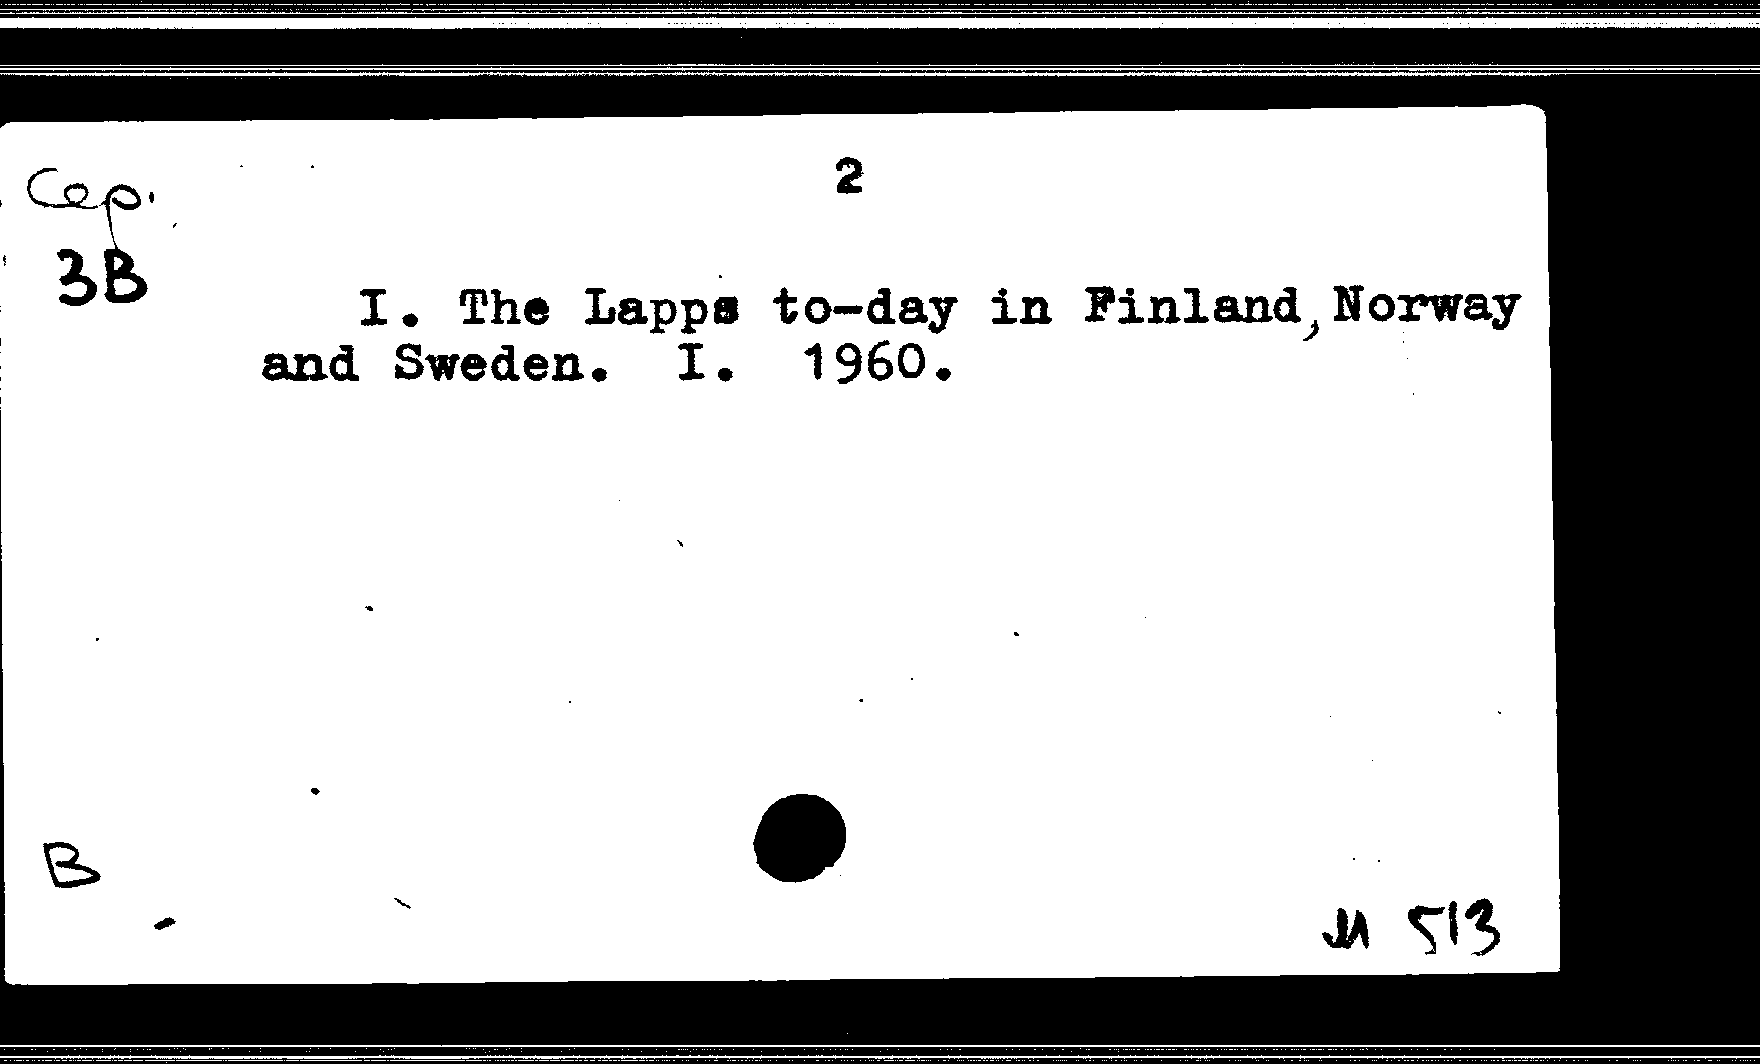 2
Сер.
3B
I. The Lapps to-day in Finland, Norway
and Sweden. I. 1960.
B
M 513